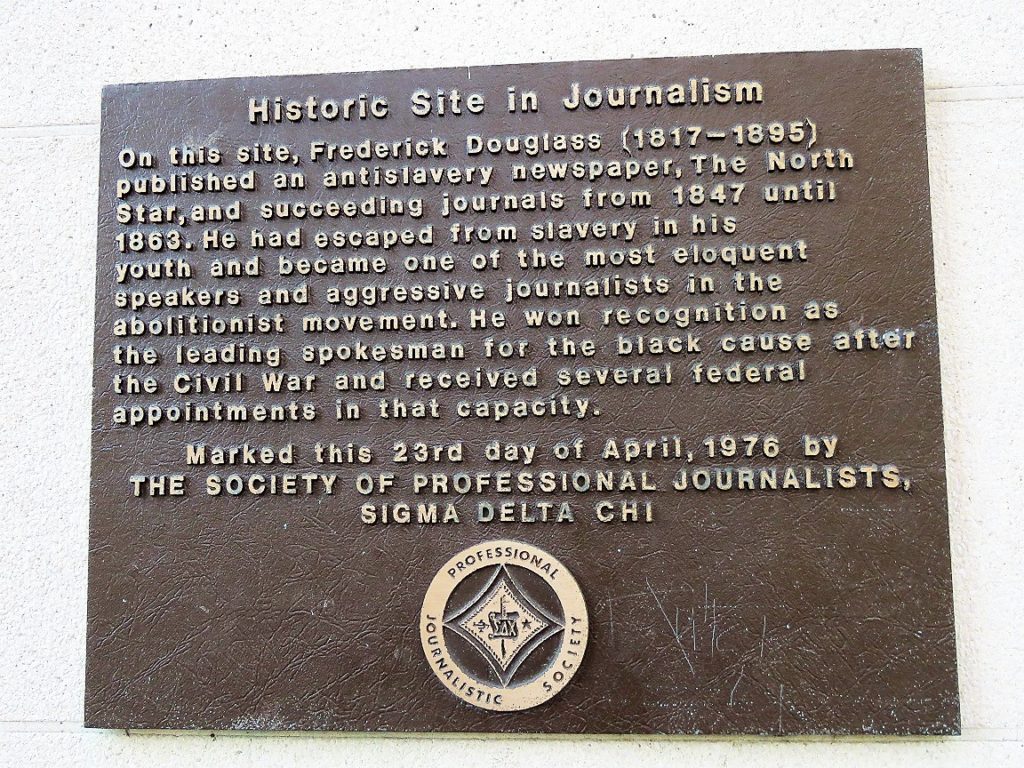 Historic Site in Journalism
On this site, Frederick Douglass (1817–1895)
published an antislavery newspaper, The North
Star, and succeeding journals from 1847 until
1863. He had escaped from slavery in his
youth and became one of the most eloquent
speakers and aggressive journalists in the
abolitionist movement. He won recognition as
the leading spokesman for the black cause after
the Civil War and received several federal
appointments in that capacity.
Marked this 23rd day of April, 1976 by
THE SOCIETY OF PROFESSIONAL JOURNALISTS,
SIGMA DELTA CHI
PROFESSIONAL
JOURNALISTIC
SOCIETY
ΣΔΧ